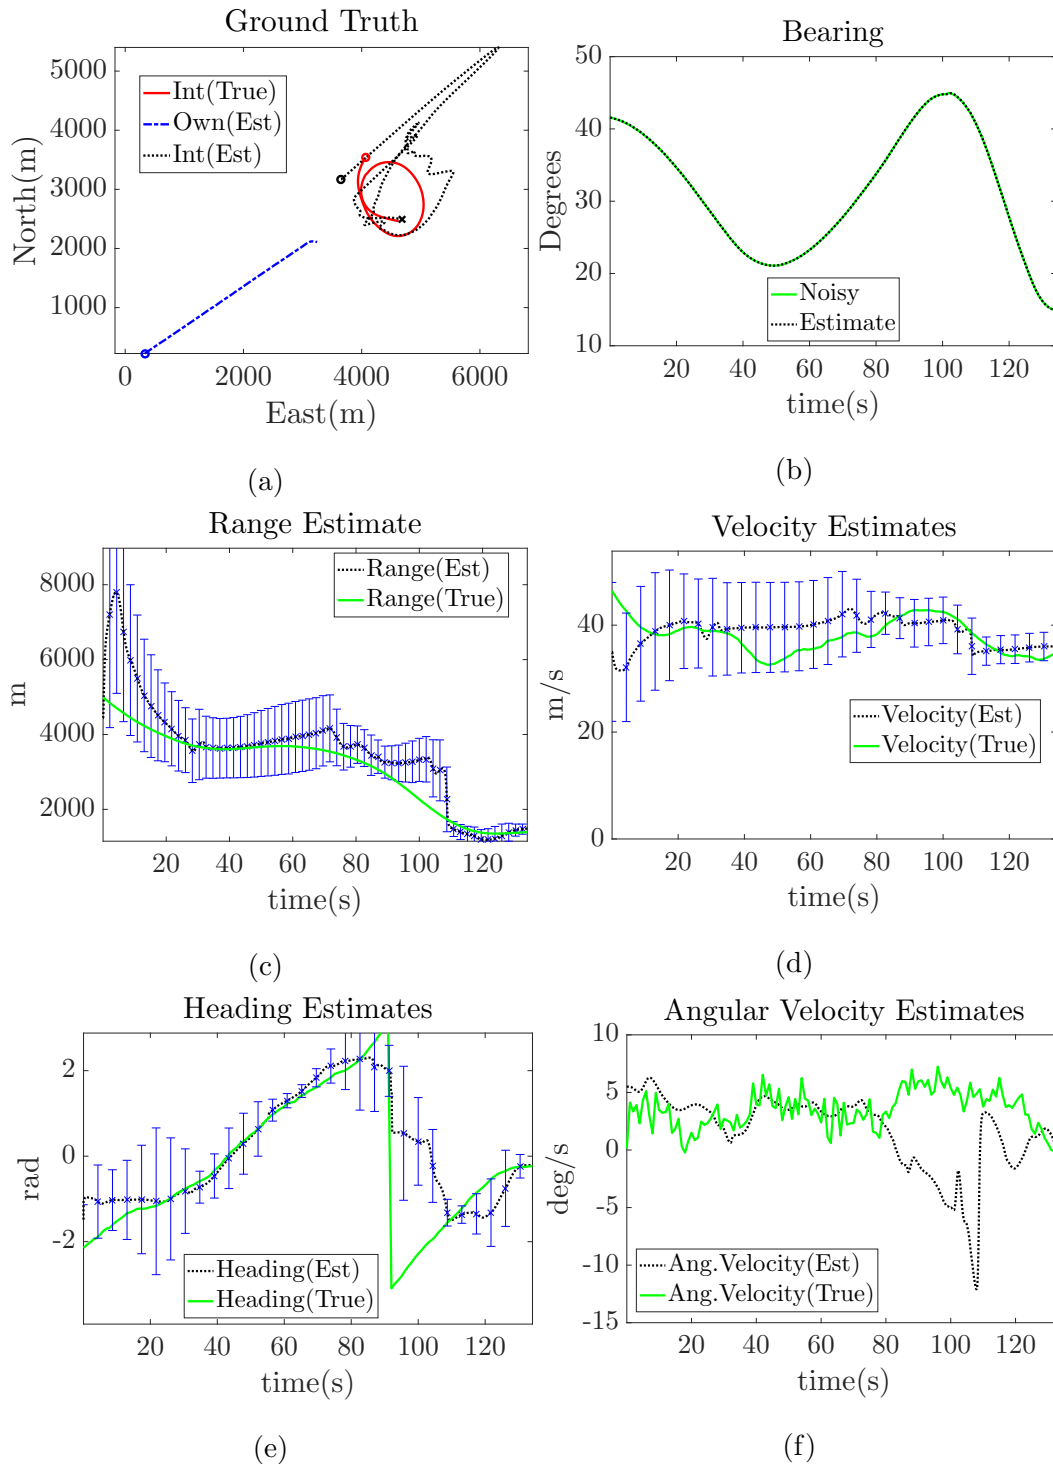 Ground Truth
5000
4000
3000
2000
1000
North(m)
Int(True)
Own(Est)
Int(Est)
0 2000 4000 6000
East(m)
(a)
Bearing
50
40
30
20
10
Degrees
Noisy
Estimate
20 40 60 80 100 120
time(s)
(b)
Range Estimate
8000
6000
4000
2000
m
Range(Est)
Range(True)
20 40 60 80 100 120
time(s)
(c)
Velocity Estimates
40
20
0
m/s
Velocity(Est)
Velocity(True)
20 40 60 80 100 120
time(s)
(d)
Heading Estimates
2
0
-2
rad
Heading(Est)
Heading(True)
20 40 60 80 100 120
time(s)
(e)
Angular Velocity Estimates
10
5
0
-5
-10
-15
deg/s
Ang.Velocity(Est)
Ang.Velocity(True)
20 40 60 80 100 120
time(s)
(f)